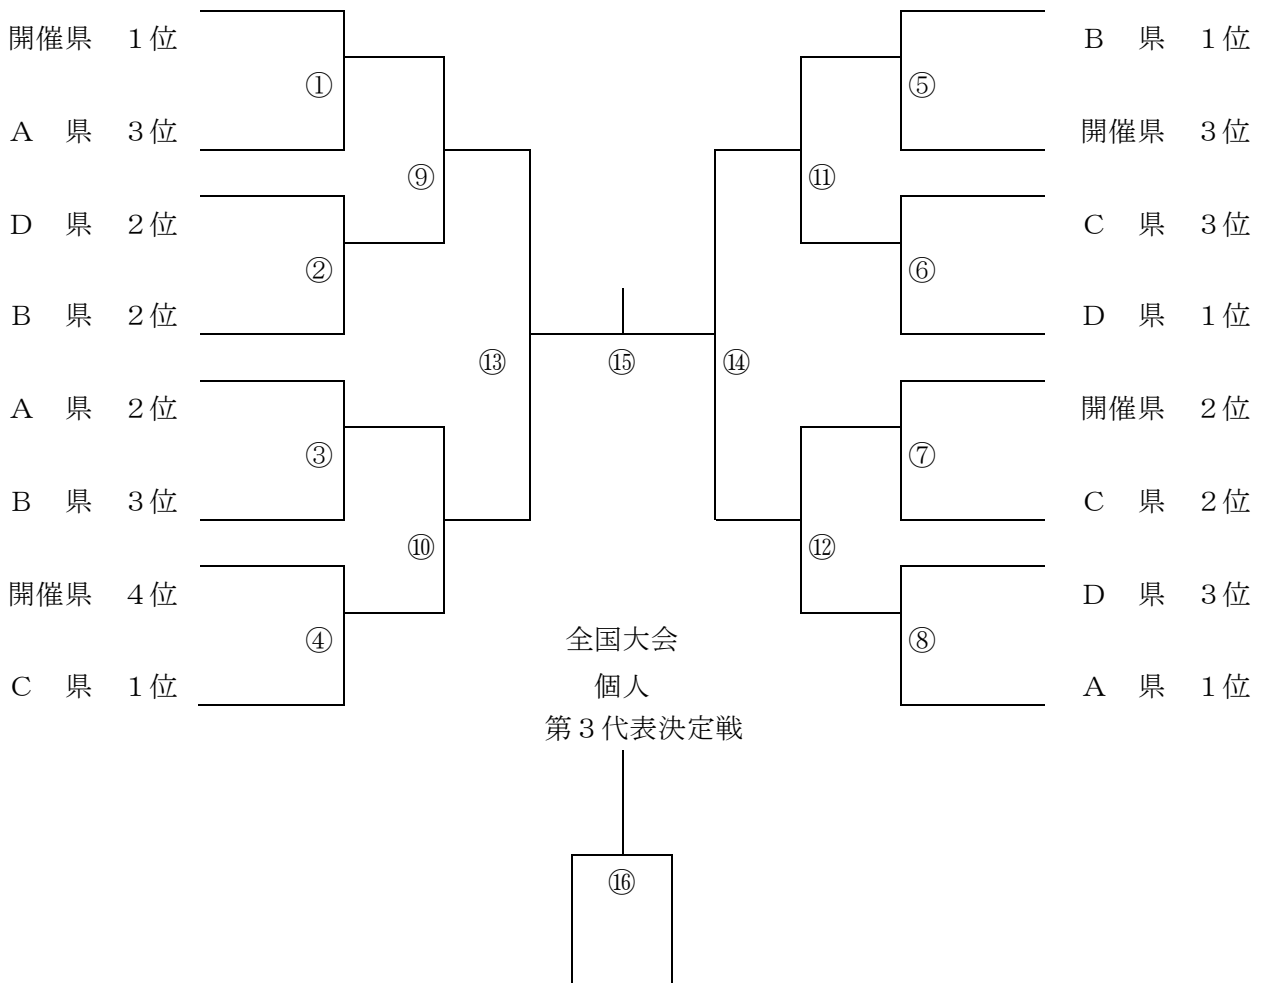 開催県　１位
①
Ａ　県　３位
⑨
Ｄ　県　２位
②
Ｂ　県　２位
⑬
Ａ　県　２位
③
Ｂ　県　３位
⑩
開催県　４位
④
Ｃ　県　１位
⑮
Ｂ　県　１位
⑤
開催県　３位
⑪
Ｃ　県　３位
⑥
Ｄ　県　１位
⑭
開催県　２位
⑦
Ｃ　県　２位
⑫
Ｄ　県　３位
⑧
Ａ　県　１位
全国大会
個人
第３代表決定戦
⑯